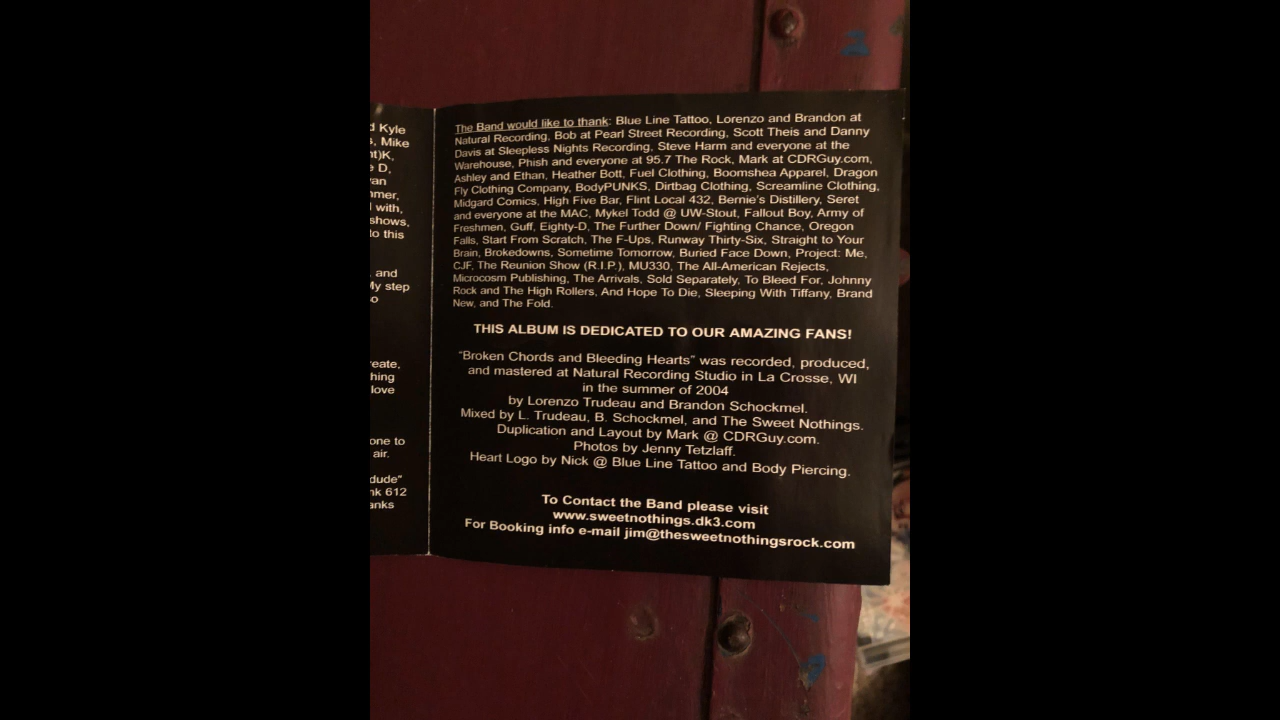 d Kyle
s, Mike
nt)K,
e D,
van
mmer,
l with,
shows,
to this
and
My step
so
reate,
hing
love
one to
air.
dude"
nk 612
anks
The Band would like to thank: Blue Line Tattoo, Lorenzo and Brandon at
Natural Recording, Bob at Pearl Street Recording, Scott Theis and Danny
Davis at Sleepless Nights Recording, Steve Harm and everyone at the
Warehouse, Phish and everyone at 95.7 The Rock, Mark at CDRGuy.com,
Ashley and Ethan, Heather Bott, Fuel Clothing, Boomshea Apparel, Dragon
Fly Clothing Company, BodyPUNKS, Dirtbag Clothing, Screamline Clothing,
Midgard Comics, High Five Bar, Flint Local 432, Bernie's Distillery, Seret
and everyone at the MAC, Mykel Todd @ UW-Stout, Fallout Boy, Army of
Freshmen, Guff, Eighty-D, The Further Down/ Fighting Chance, Oregon
Falls, Start From Scratch, The F-Ups, Runway Thirty-Six, Straight to Your
Brain, Brokedowns, Sometime Tomorrow, Buried Face Down, Project: Me,
CJF, The Reunion Show (R.I.P.), MU330, The All-American Rejects,
Microcosm Publishing, The Arrivals, Sold Separately, To Bleed For, Johnny
Rock and The High Rollers, And Hope To Die, Sleeping With Tiffany, Brand
New, and The Fold.
THIS ALBUM IS DEDICATED TO OUR AMAZING FANS!
"Broken Chords and Bleeding Hearts" was recorded, produced,
and mastered at Natural Recording Studio in La Crosse, WI
in the summer of 2004
by Lorenzo Trudeau and Brandon Schockmel.
Mixed by L. Trudeau, B. Schockmel, and The Sweet Nothings.
Duplication and Layout by Mark @ CDRGuy.com.
Photos by Jenny Tetzlaff.
Heart Logo by Nick @ Blue Line Tattoo and Body Piercing.
To Contact the Band please visit
www.sweetnothings.dk3.com
For Booking info e-mail jim@thesweetnothingsrock.com